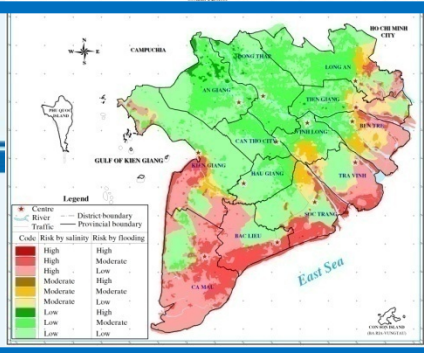 HO CHI MINH
CITY
CAMPUCHIA
N
W
E
S
DONG THAP
LONG AN
PHU QUOC
ISLAND
AN GIANG
TIEN GIANG
BEN TRE
VINH LONG
CAN THO CITY
GULF OF KIEN GIANG
KIEN GIANG
TRA VINH
HAU GIANG
SOC TRANG
BAC LIEU
CA MAU
East Sea
CON SON ISLAND
(BA RIA-VUNGTAU)
Legend
Centre
River
Traffic
District boundary
Provincial boundary
Code Risk by salinity Risk by flooding
High High
High Moderate
High Low
Moderate High
Moderate Moderate
Moderate Low
Low High
Low Moderate
Low Low